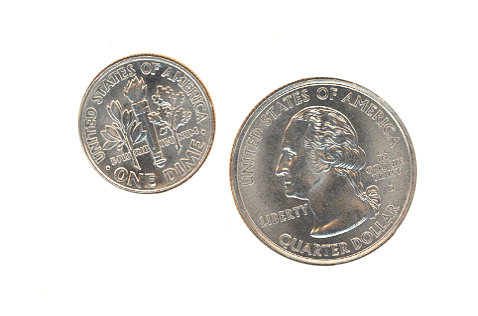 UNITED STATES OF AMERICA
E PLURIBUS UNUM
ONE DIME
UNITED STATES OF AMERICA
LIBERTY
IN
GOD WE
TRUST
QUARTER DOLLAR